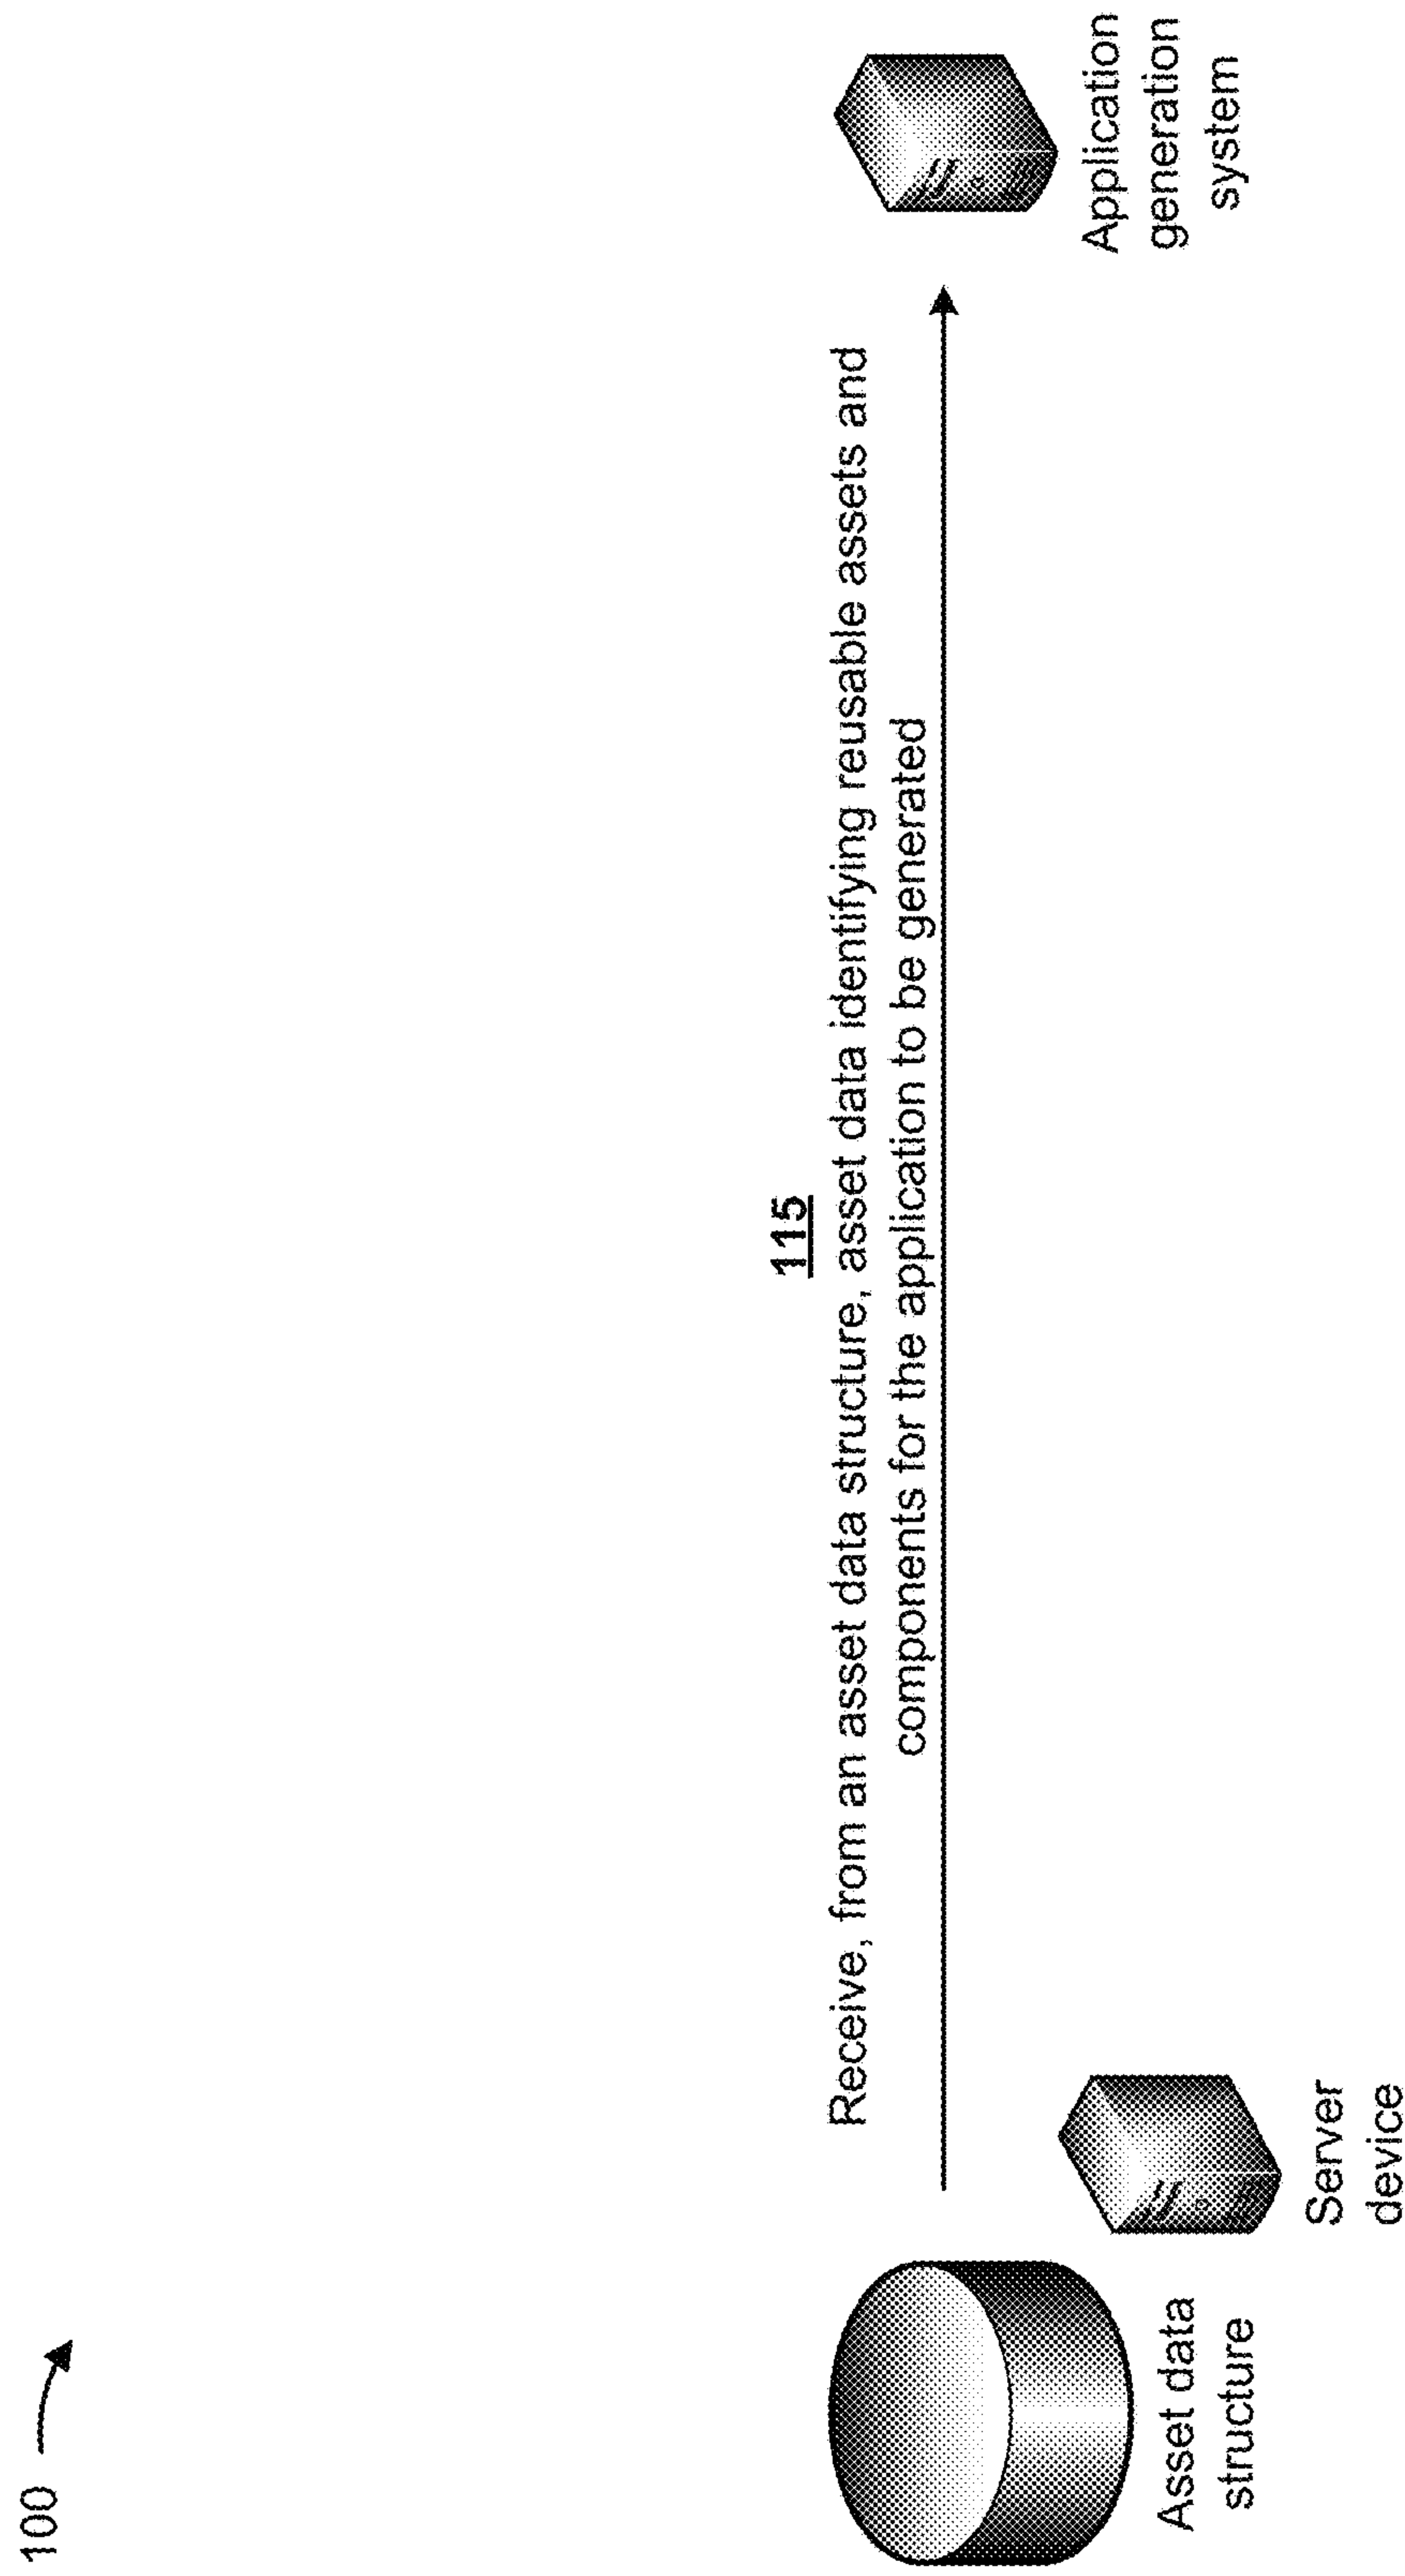 100
115
Receive, from an asset data structure, asset data identifying reusable assets and
components for the application to be generated
Asset data
structure
Server
device
Application
generation
system